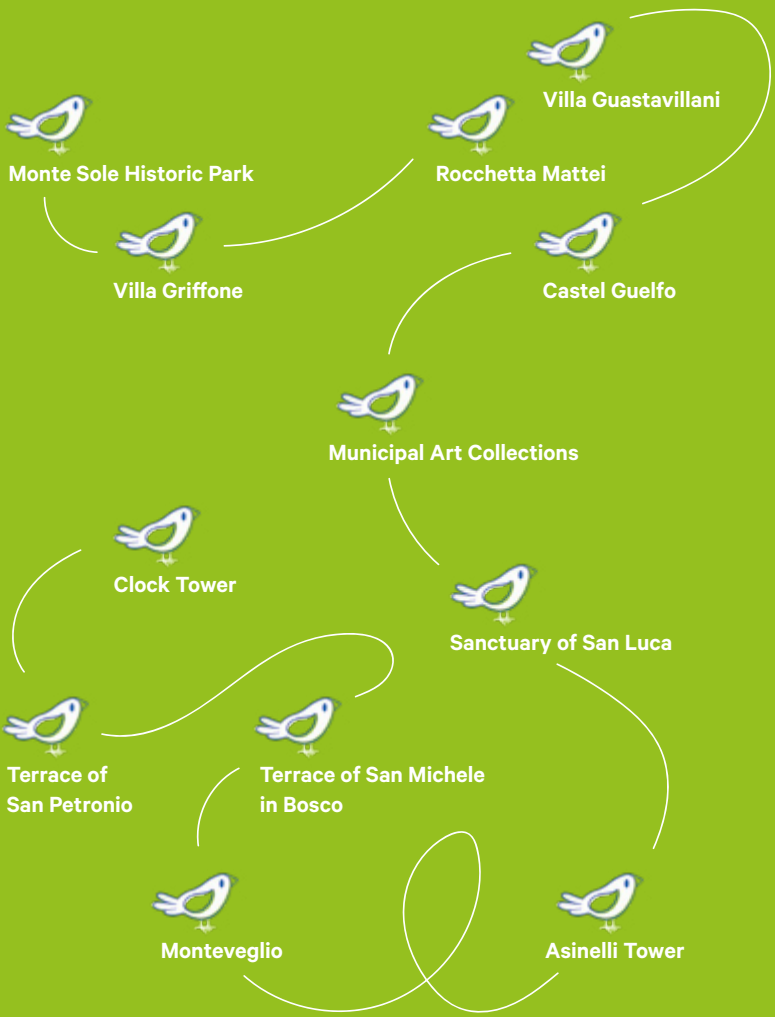 Villa Guastavillani
Monte Sole Historic Park
Rocchetta Mattei
Villa Griffone
Castel Guelfo
Municipal Art Collections
Clock Tower
Sanctuary of San Luca
Terrace of
San Petronio
Terrace of San Michele
in Bosco
Monteveglio
Asinelli Tower